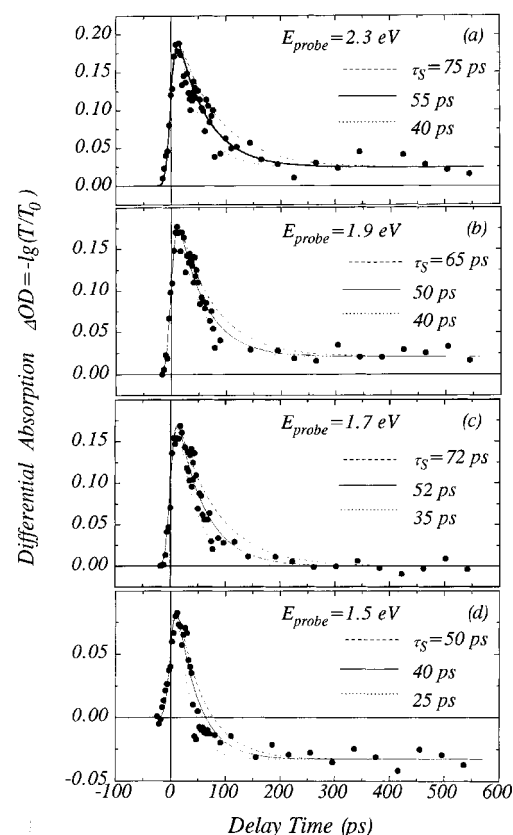 Differential Absorption ΔOD=-lg(T/T₀)
0.20
0.15
0.10
0.05
0.00
E_probe=2.3 eV (a)
τ_S=75 ps
55 ps
40 ps
0.15
0.10
0.05
0.00
E_probe=1.9 eV (b)
τ_S=65 ps
50 ps
40 ps
0.15
0.10
0.05
0.00
E_probe=1.7 eV (c)
τ_S=72 ps
52 ps
35 ps
0.05
0.00
-0.05
E_probe=1.5 eV (d)
τ_S=50 ps
40 ps
25 ps
-100 0 100 200 300 400 500 600
Delay Time (ps)